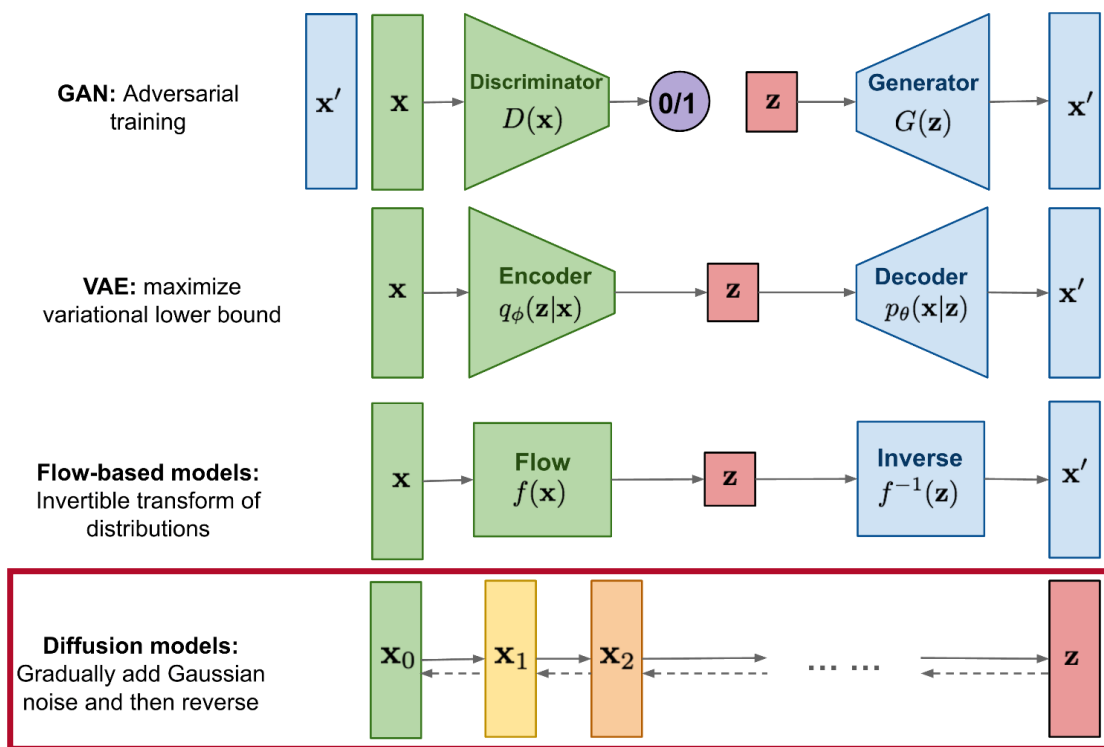 GAN: Adversarial
training
x′
x
Discriminator
D(x)
0/1
z
Generator
G(z)
x′
VAE: maximize
variational lower bound
x
Encoder
qϕ(z|x)
z
Decoder
pθ(x|z)
x′
Flow-based models:
Invertible transform of
distributions
x
Flow
f(x)
z
Inverse
f⁻¹(z)
x′
Diffusion models:
Gradually add Gaussian
noise and then reverse
x₀
x₁
x₂
... ...
z